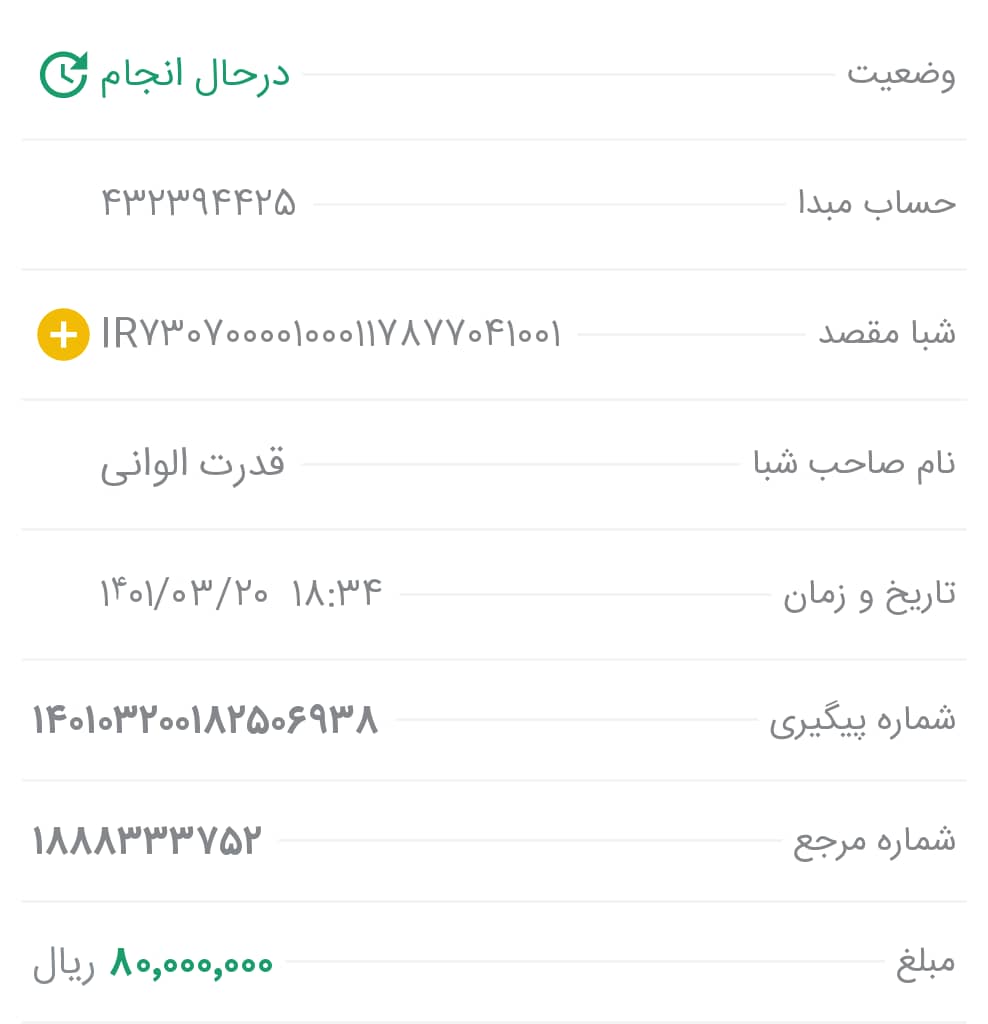 وضعیت درحال انجام
حساب مبدا ۴۳۲۳۹۴۴۲۵
شبا مقصد IR۷۳۰۷۰۰۰۰۱۰۰۰۱۱۷۸۷۷۰۴۱۰۰۱
نام صاحب شبا قدرت الوانی
تاریخ و زمان ۱۴۰۱/۰۳/۲۰ ۱۸:۳۴
شماره پیگیری ۱۴۰۱۰۳۲۰۰۱۸۲۵۰۶۹۳۸
شماره مرجع ۱۸۸۸۳۳۳۷۵۲
مبلغ ۸۰,۰۰۰,۰۰۰ ریال